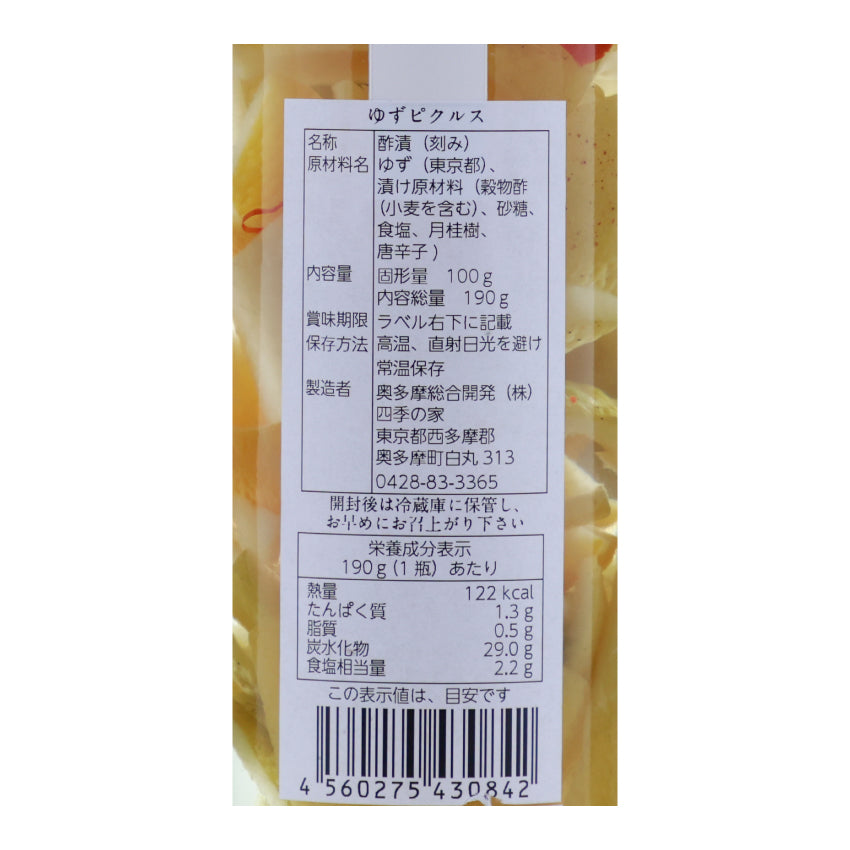 ゆずピクルス
名称 酢漬（刻み）
原材料名 ゆず（東京都）、
漬け原材料（穀物酢
（小麦を含む）、砂糖、
食塩、月桂樹、
唐辛子）
内容量 固形量 100g
内容総量 190g
賞味期限 ラベル右下に記載
保存方法 高温、直射日光を避け
常温保存
製造者 奥多摩総合開発（株）
四季の家
東京都西多摩郡
奥多摩町白丸313
0428-83-3365
開封後は冷蔵庫に保管し、
お早めにお召上がり下さい
栄養成分表示
190g（1瓶）あたり
熱量 122 kcal
たんぱく質 1.3 g
脂質 0.5 g
炭水化物 29.0 g
食塩相当量 2.2 g
この表示値は、目安です
4 560275 430842